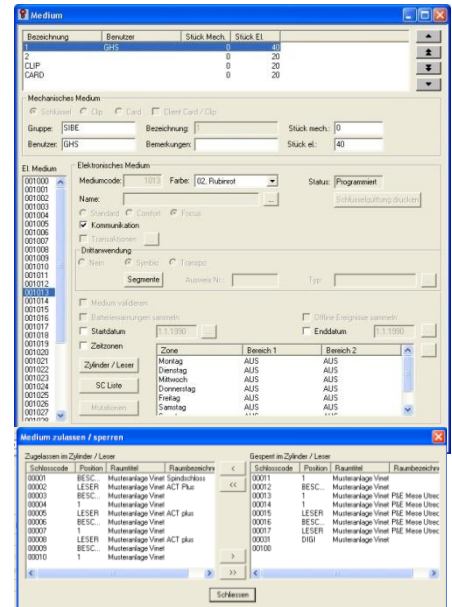 Medium
Bezeichnung Benutzer Stück Mech. Stück El.
1 GHS 0 40
2 0 20
CLIP 0 20
CARD 0 20
Mechanisches Medium
Schlüssel Clip Card Client Card / Clip
Gruppe: SIBE Bezeichnung: 1 Stück mech.: 0
Benutzer: GHS Bemerkungen: Stück el.: 40
El. Medium
001000
001001
001002
001003
001004
001005
001006
001007
001008
001009
001010
001011
001012
001013
001014
001015
001016
001017
001018
001019
001020
001021
001022
001023
001024
001025
001026
001027
001028
Elektronisches Medium
Mediumcode: 1013 Farbe: 02, Rubinrot Status: Programmiert
Name: ... Schlüsselquittung drucken
Standard Comfort Focus
Kommunikation
Transaktionen
Drittanwendung
Nein Symbio Transpo
Segmente Ausweis Nr.: Typ:
Medium validieren
Batteriewarnungen sammeln Offline Ereignisse sammeln
Startdatum 1.1.1990 Enddatum 1.1.1990
Zeitzonen
Zylinder / Leser
SC Liste
Mutationen
Zone Bereich 1 Bereich 2
Montag AUS AUS
Dienstag AUS AUS
Mittwoch AUS AUS
Donnerstag AUS AUS
Freitag AUS AUS
Samstag AUS AUS
Medium zulassen / sperren
Zugelassen im Zylinder / Leser
Schlosscode Position Raumtitel Raumbezeichn
00001 BESC... Musteranlage Vinet Spindschloss
00002 LESER Musteranlage Vinet ACT Plus
00003 BESC... Musteranlage Vinet
00004 1 Musteranlage Vinet
00005 LESER Musteranlage Vinet ACT plus
00006 BESC... Musteranlage Vinet
00007 1 Musteranlage Vinet
00008 LESER Musteranlage Vinet ACT plus
00009 BESC... Musteranlage Vinet
00010 1 Musteranlage Vinet
<
<<
>
>>
Gesperrt im Zylinder / Leser
Schlosscode Position Raumtitel Raumbezeichn
00011 1 Musteranlage Vinet
00012 BESC... Musteranlage Vinet
00013 1 Musteranlage Vinet P&E Mese Utrec
00014 1 Musteranlage Vinet
00015 LESER Musteranlage Vinet P&E Mese Utrec
00016 BESC... Musteranlage Vinet
00017 LESER Musteranlage Vinet P&E Mese Utrec
00031 DIGI Musteranlage Vinet
00100
Schliessen